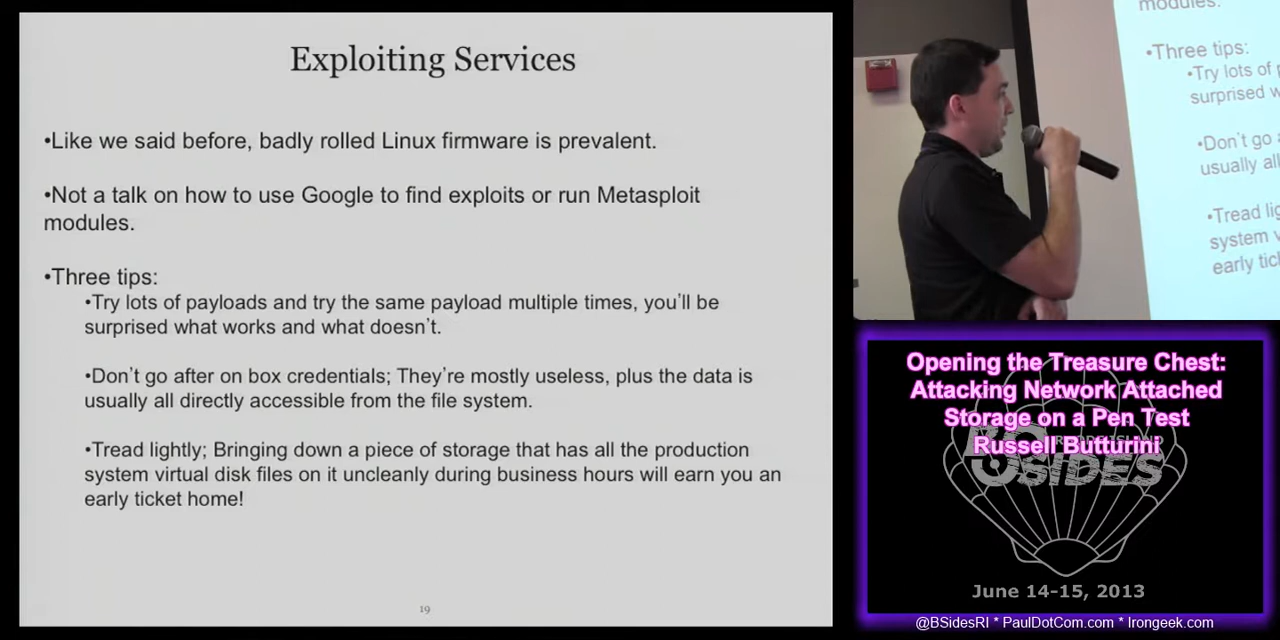 Exploiting Services
•Like we said before, badly rolled Linux firmware is prevalent.
•Not a talk on how to use Google to find exploits or run Metasploit
modules.
•Three tips:
•Try lots of payloads and try the same payload multiple times, you'll be
surprised what works and what doesn't.
•Don't go after on box credentials; They're mostly useless, plus the data is
usually all directly accessible from the file system.
•Tread lightly; Bringing down a piece of storage that has all the production
system virtual disk files on it uncleanly during business hours will earn you an
early ticket home!
19
modules.
•Three tips:
•Try lots of
surprised
•Don't go
usually all
•Tread
system
early
Opening the Treasure Chest:
Attacking Network Attached
Storage on a Pen Test
Russell Butturini
BSIDES
June 14-15, 2013
@BSidesRI * PaulDotCom.com * Irongeek.com